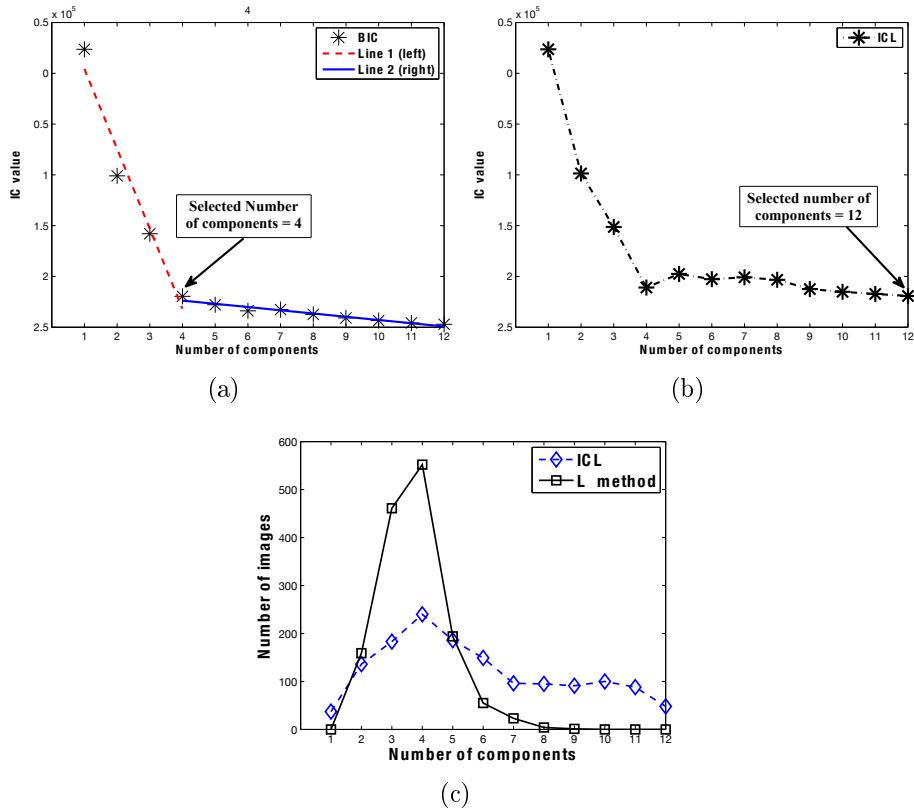 4
x 10⁵
0.5
0
0.5
1
1.5
2
2.5
IC value
BIC
Line 1 (left)
Line 2 (right)
Selected Number
of components = 4
1 2 3 4 5 6 7 8 9 10 11 12
Number of components
(a)
x 10⁵
0.5
0
0.5
1
1.5
2
2.5
IC value
ICL
Selected number of
components = 12
1 2 3 4 5 6 7 8 9 10 11 12
Number of components
(b)
600
500
400
300
200
100
0
Number of images
ICL
L method
1 2 3 4 5 6 7 8 9 10 11 12
Number of components
(c)